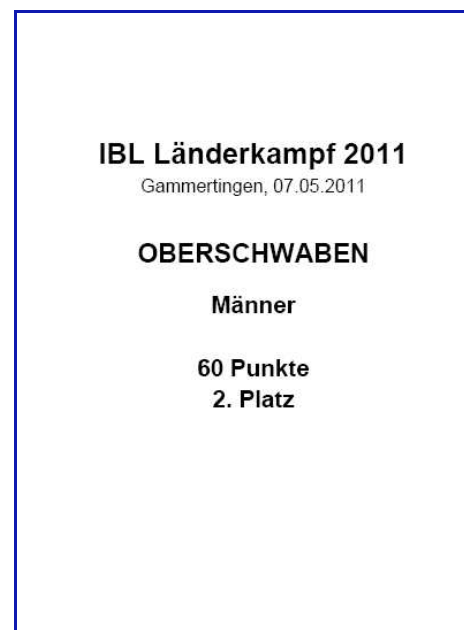 IBL Länderkampf 2011
Gammertingen, 07.05.2011
OBERSCHWABEN
Männer
60 Punkte
2. Platz